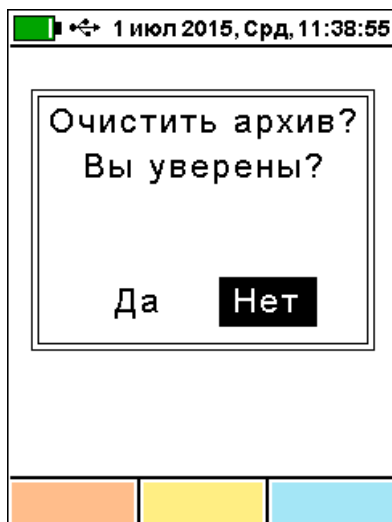 1 июл 2015, Срд, 11:38:55
Очистить архив?
Вы уверены?
Да Нет